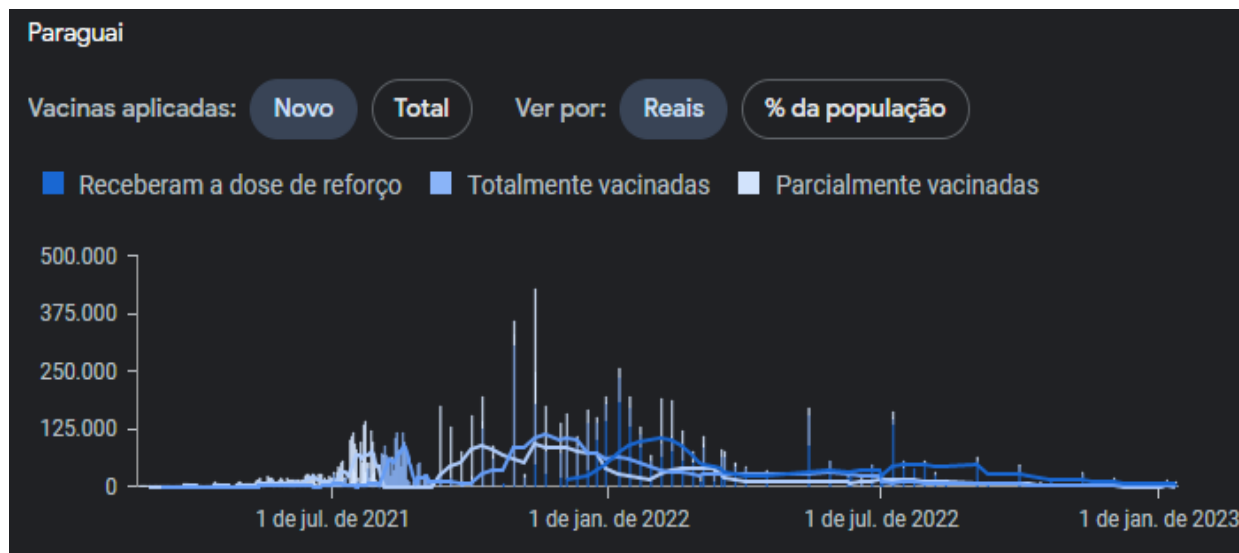 Paraguai
Vacinas aplicadas: Novo Total Ver por: Reais % da população
Receberam a dose de reforço Totalmente vacinadas Parcialmente vacinadas
500.000
375.000
250.000
125.000
0
1 de jul. de 2021 1 de jan. de 2022 1 de jul. de 2022 1 de jan. de 2023